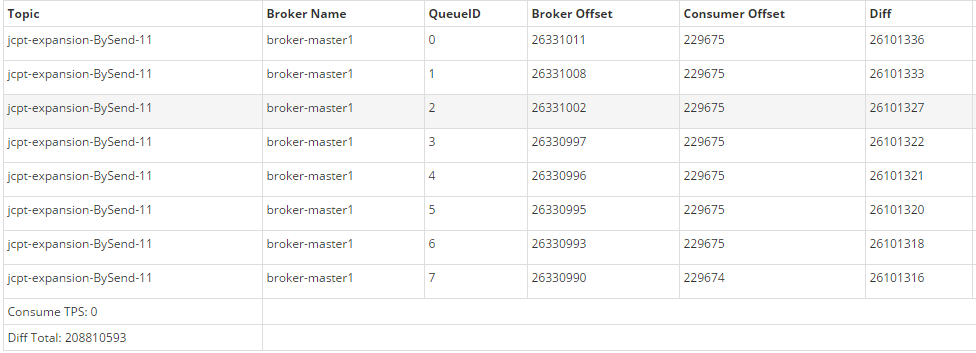 Topic Broker Name QueueID Broker Offset Consumer Offset Diff
jcpt-expansion-BySend-11 broker-master1 0 26331011 229675 26101336
jcpt-expansion-BySend-11 broker-master1 1 26331008 229675 26101333
jcpt-expansion-BySend-11 broker-master1 2 26331002 229675 26101327
jcpt-expansion-BySend-11 broker-master1 3 26330997 229675 26101322
jcpt-expansion-BySend-11 broker-master1 4 26330996 229675 26101321
jcpt-expansion-BySend-11 broker-master1 5 26330995 229675 26101320
jcpt-expansion-BySend-11 broker-master1 6 26330993 229675 26101318
jcpt-expansion-BySend-11 broker-master1 7 26330990 229674 26101316
Consume TPS: 0
Diff Total: 208810593